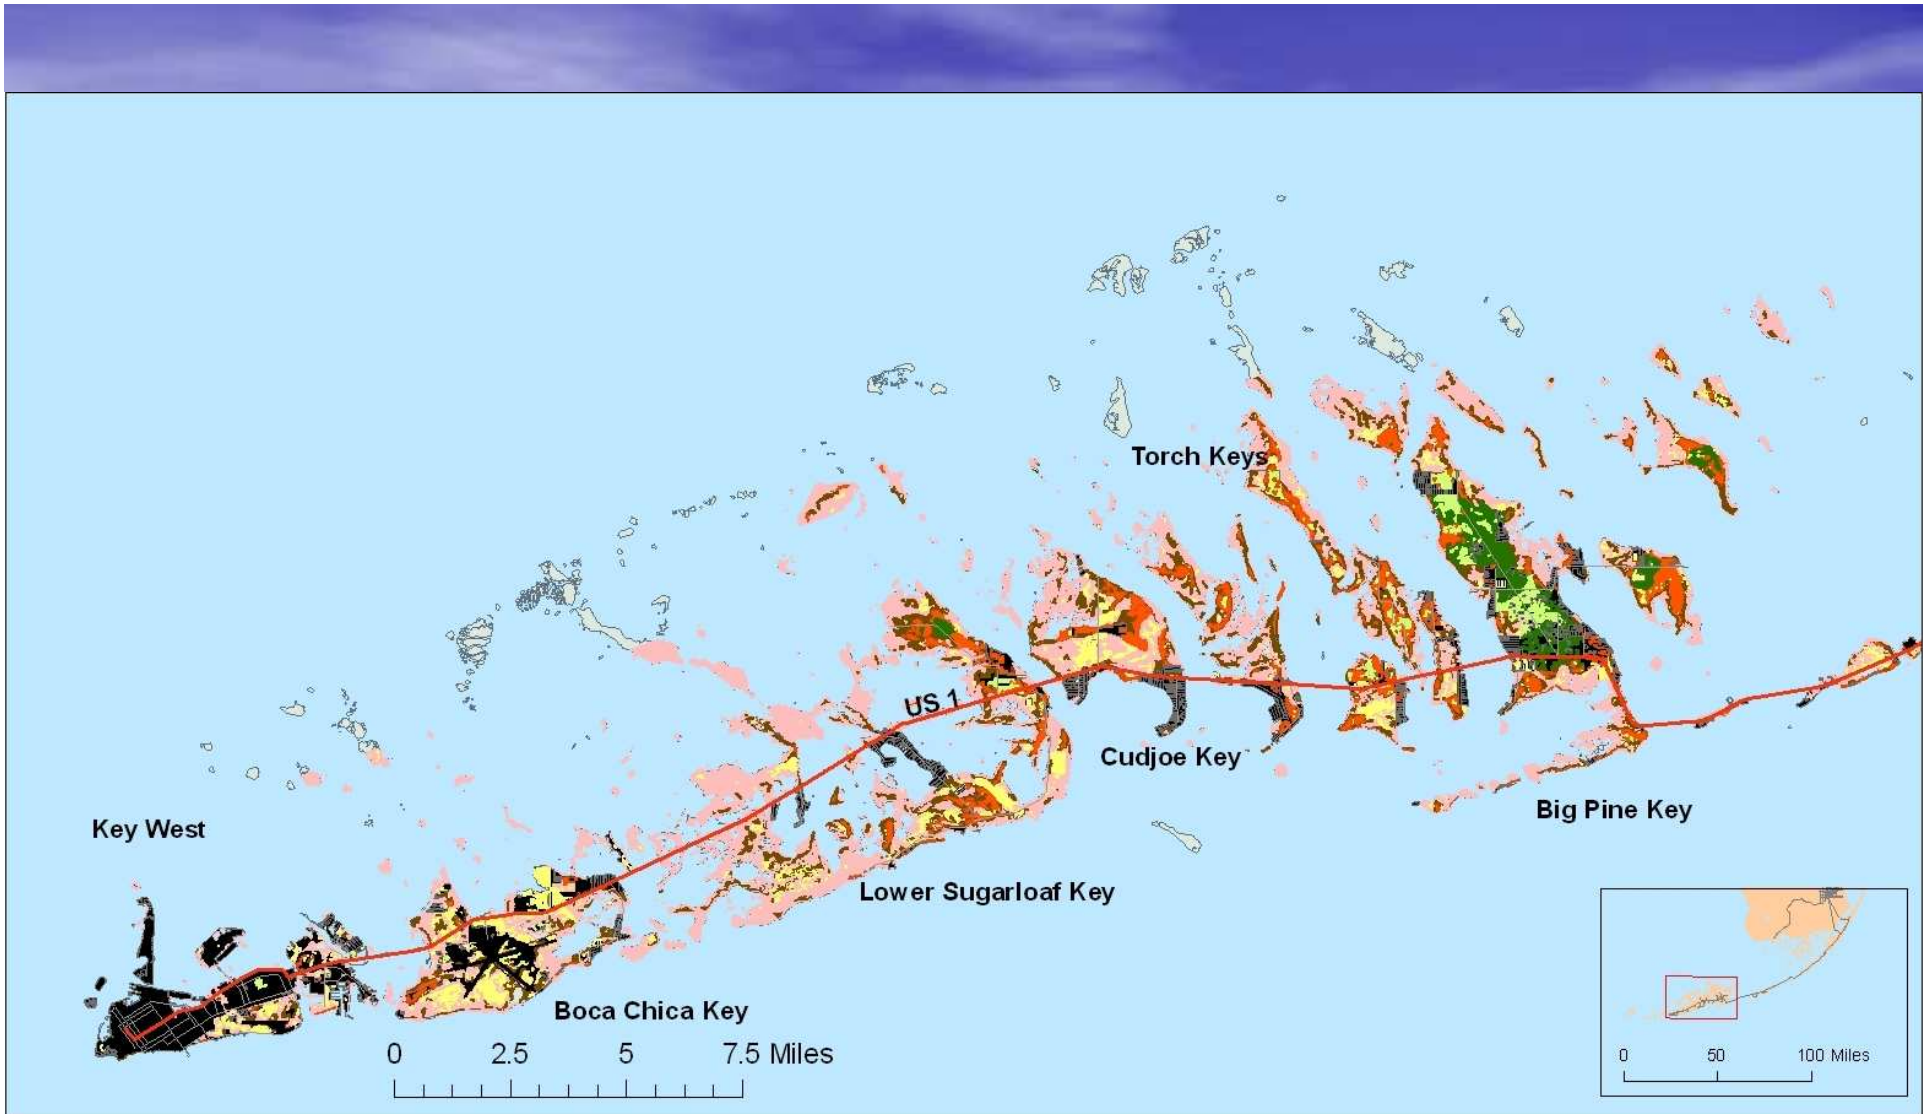 Torch Keys
US 1
Cudjoe Key
Big Pine Key
Key West
Lower Sugarloaf Key
Boca Chica Key
0 2.5 5 7.5 Miles
0 50 100 Miles